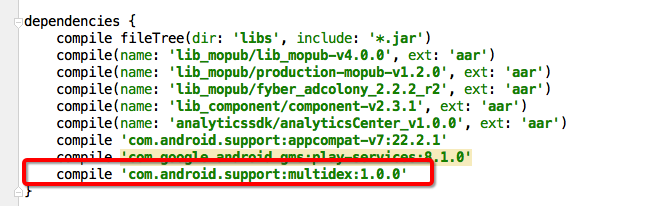 dependencies {
compile fileTree(dir: 'libs', include: '*.jar')
compile(name: 'lib_mopub/lib_mopub-v4.0.0', ext: 'aar')
compile(name: 'lib_mopub/production-mopub-v1.2.0', ext: 'aar')
compile(name: 'lib_mopub/fyber_adcolony_2.2.2_r2', ext: 'aar')
compile(name: 'lib_component/component-v2.3.1', ext: 'aar')
compile(name: 'analyticssdk/analyticsCenter_v1.0.0', ext: 'aar')
compile 'com.android.support:appcompat-v7:22.2.1'
compile 'com.google.android.gms:play-services:8.1.0'
compile 'com.android.support:multidex:1.0.0'
}